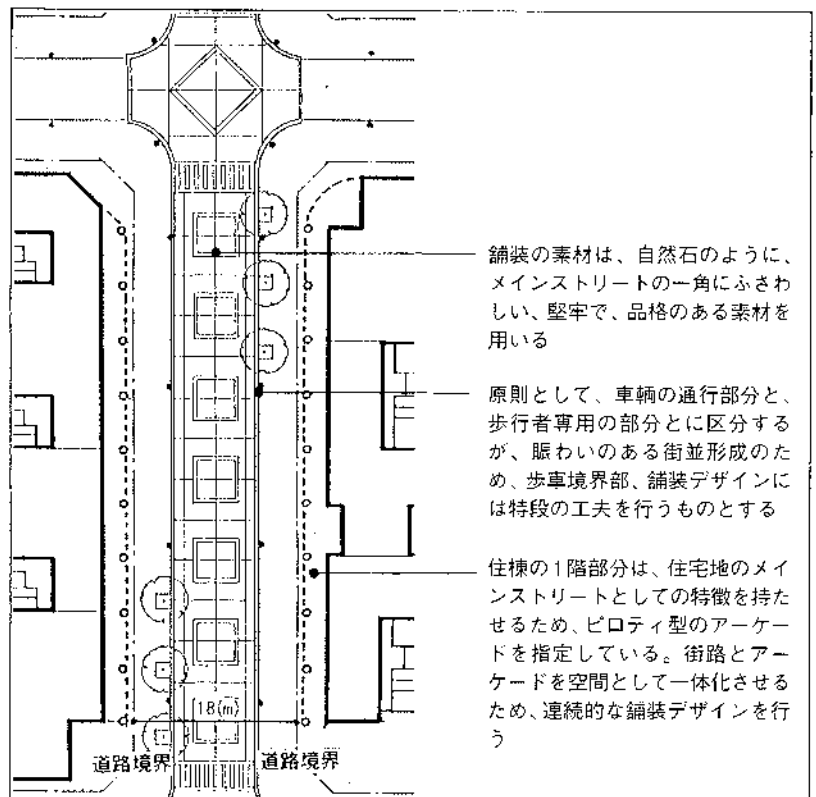 舗装の素材は、自然石のように、
メインストリートの一角にふさわ
しい、堅牢で、品格のある素材を
用いる
原則として、車輌の通行部分と、
歩行者専用の部分とに区分する
が、賑わいのある街並形成のた
め、歩車境界部、舗装デザインに
は特段の工夫を行うものとする
住棟の1階部分は、住宅地のメイ
ンストリートとしての特徴を持た
せるため、ピロティ型のアーケー
ドを指定している。街路とアー
ケードを空間として一体化させる
ため、連続的な舗装デザインを行
う
18(m)
道路境界
道路境界